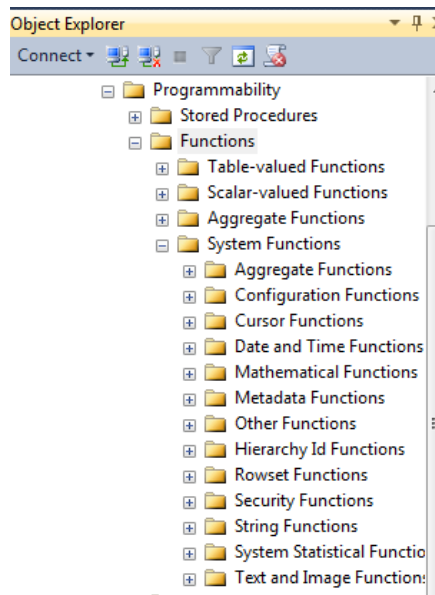 Object Explorer
Connect
Programmability
Stored Procedures
Functions
Table-valued Functions
Scalar-valued Functions
Aggregate Functions
System Functions
Aggregate Functions
Configuration Functions
Cursor Functions
Date and Time Functions
Mathematical Functions
Metadata Functions
Other Functions
Hierarchy Id Functions
Rowset Functions
Security Functions
String Functions
System Statistical Functio
Text and Image Functions